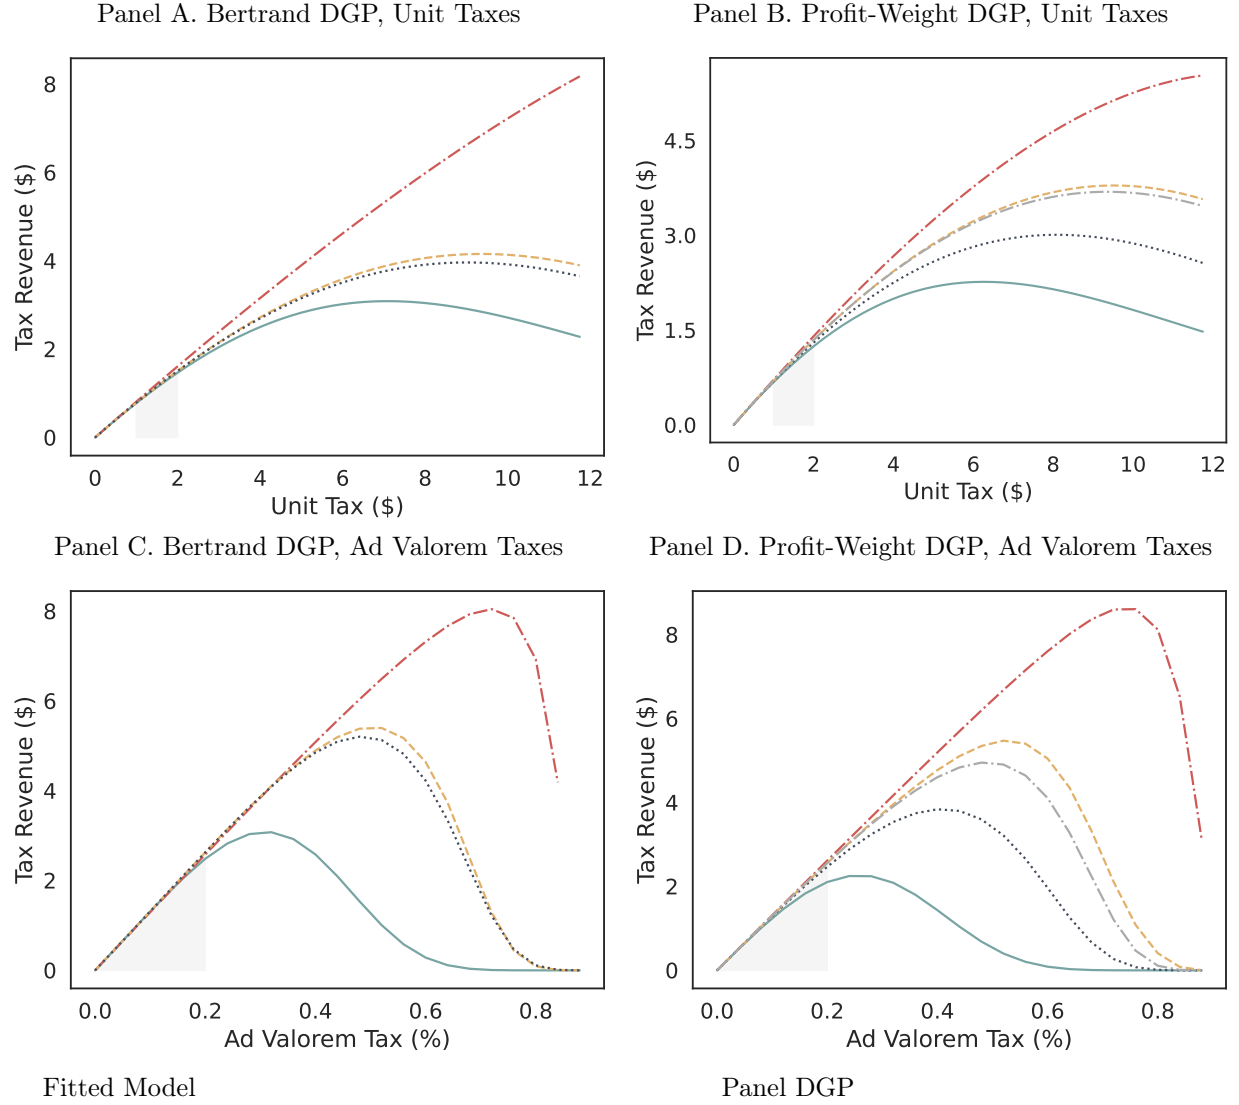 Panel A. Bertrand DGP, Unit Taxes
Tax Revenue ($)
8
6
4
2
0
0 2 4 6 8 10 12
Unit Tax ($)
Panel B. Profit-Weight DGP, Unit Taxes
Tax Revenue ($)
4.5
3.0
1.5
0.0
0 2 4 6 8 10 12
Unit Tax ($)
Panel C. Bertrand DGP, Ad Valorem Taxes
Tax Revenue ($)
8
6
4
2
0
0.0 0.2 0.4 0.6 0.8
Ad Valorem Tax (%)
Panel D. Profit-Weight DGP, Ad Valorem Taxes
Tax Revenue ($)
8
6
4
2
0
0.0 0.2 0.4 0.6 0.8
Ad Valorem Tax (%)
Fitted Model
Panel DGP